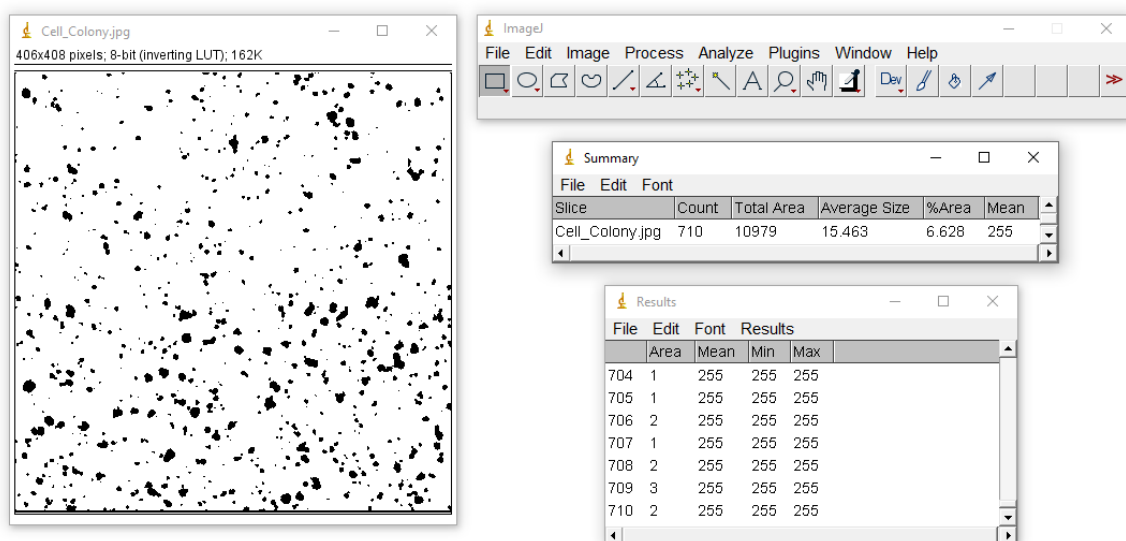 Cell_Colony.jpg
406x408 pixels; 8-bit (inverting LUT); 162K
ImageJ
File Edit Image Process Analyze Plugins Window Help
Dev
Summary
File Edit Font
Slice Count Total Area Average Size %Area Mean
Cell_Colony.jpg 710 10979 15.463 6.628 255
Results
File Edit Font Results
Area Mean Min Max
704 1 255 255 255
705 1 255 255 255
706 2 255 255 255
707 1 255 255 255
708 2 255 255 255
709 3 255 255 255
710 2 255 255 255